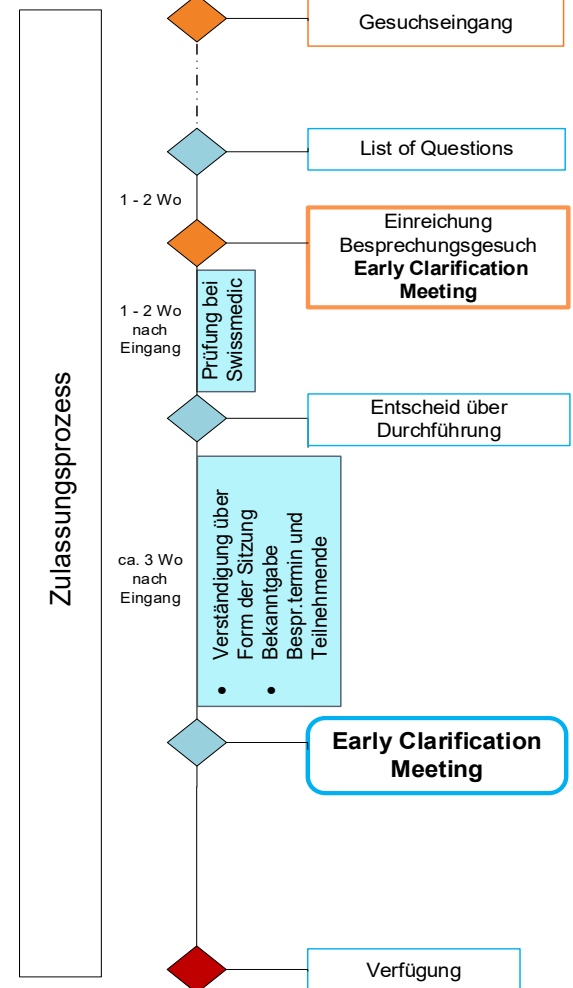 Zulassungsprozess
Gesuchseingang
List of Questions
1 - 2 Wo
Einreichung
Besprechungsgesuch
Early Clarification
Meeting
1 - 2 Wo
nach
Eingang
Prüfung bei
Swissmedic
Entscheid über
Durchführung
ca. 3 Wo
nach
Eingang
• Verständigung über
Form der Sitzung
• Bekanntgabe
Bespr.termin und
Teilnehmende
Early Clarification
Meeting
Verfügung